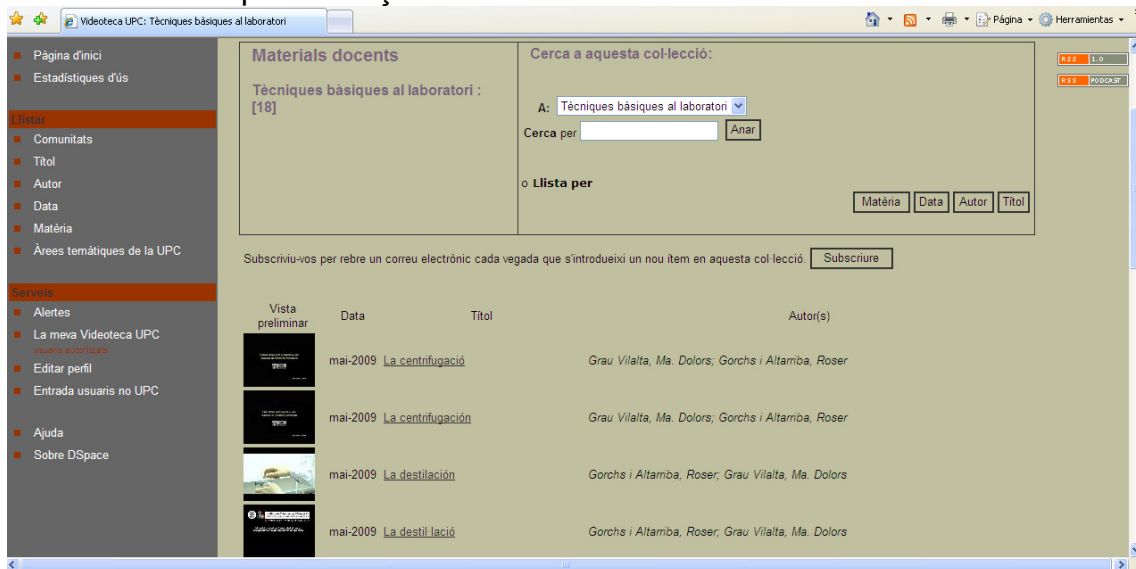 Videoteca UPC: Tècniques bàsiques al laboratori
Página
Herramientas
Pàgina d'inici
Estadístiques d'ús
Llistar
Comunitats
Títol
Autor
Data
Matèria
Àrees temàtiques de la UPC
Serveis
Alertes
La meva Videoteca UPC
usuaris autoritzats
Editar perfil
Entrada usuaris no UPC
Ajuda
Sobre DSpace
Materials docents
Tècniques bàsiques al laboratori :
[18]
Cerca a aquesta col·lecció:
A: Tècniques bàsiques al laboratori
Cerca per Anar
o Llista per
Matèria Data Autor Títol
RSS 1.0
RSS PODCAST
Subscriviu-vos per rebre un correu electrònic cada vegada que s'introdueixi un nou ítem en aquesta col·lecció. Subscriure
Vista
preliminar Data Títol Autor(s)
mai-2009 La centrifugació Grau Vilalta, Ma. Dolors; Gorchs i Altarriba, Roser
mai-2009 La centrifugación Grau Vilalta, Ma. Dolors; Gorchs i Altarriba, Roser
mai-2009 La destilación Gorchs i Altarriba, Roser; Grau Vilalta, Ma. Dolors
mai-2009 La destil·lació Gorchs i Altarriba, Roser; Grau Vilalta, Ma. Dolors